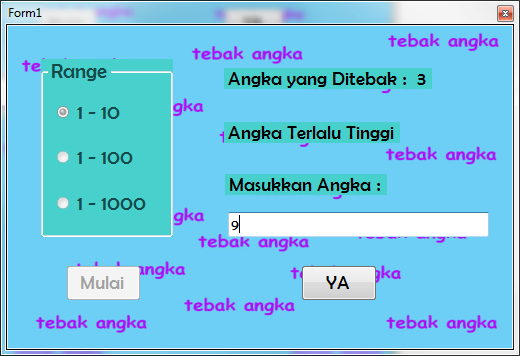 Form1
tebak angka
tebak angka
Range
Angka yang Ditebak : 3
1 - 10
angka
Angka Terlalu Tinggi
1 - 100
tebak angka
Masukkan Angka :
1 - 1000
angka
9
tebak angka
tebak angka
Mulai
angka
tebak angka
YA
tebak angka
tebak angka
tebak angka